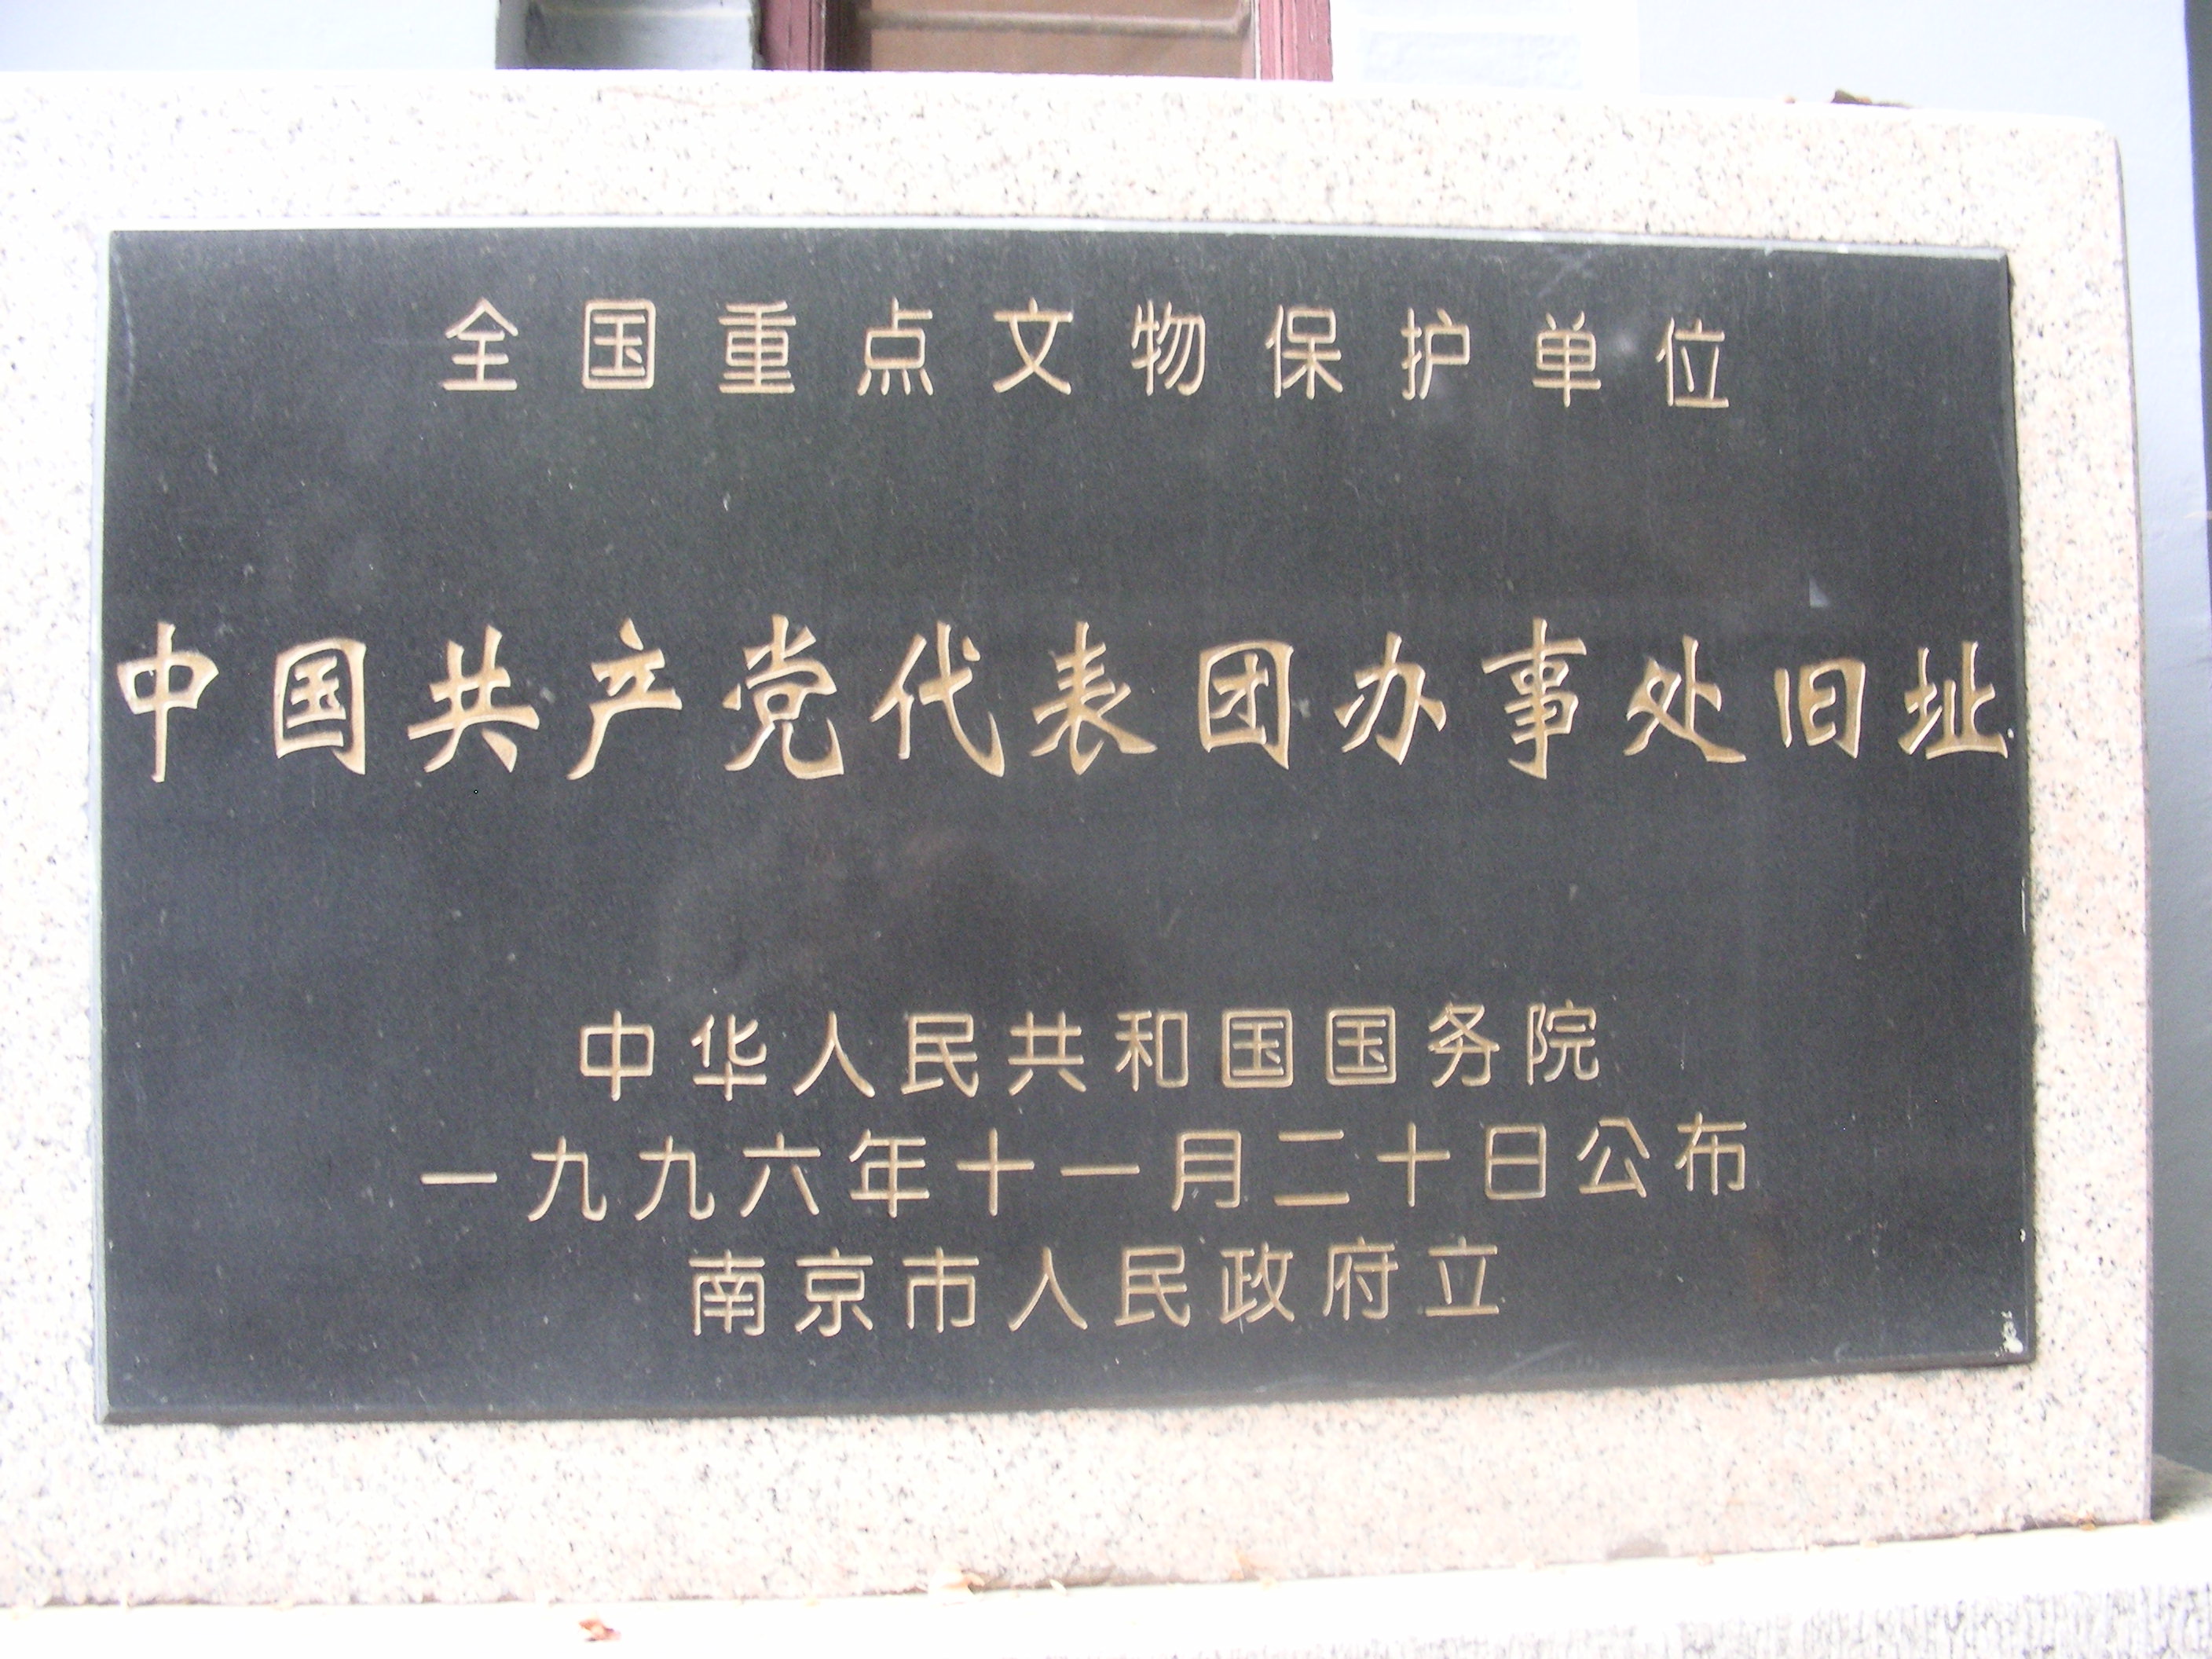 全国重点文物保护单位
中国共产党代表团办事处旧址
中华人民共和国国务院
一九九六年十一月二十日公布
南京市人民政府立